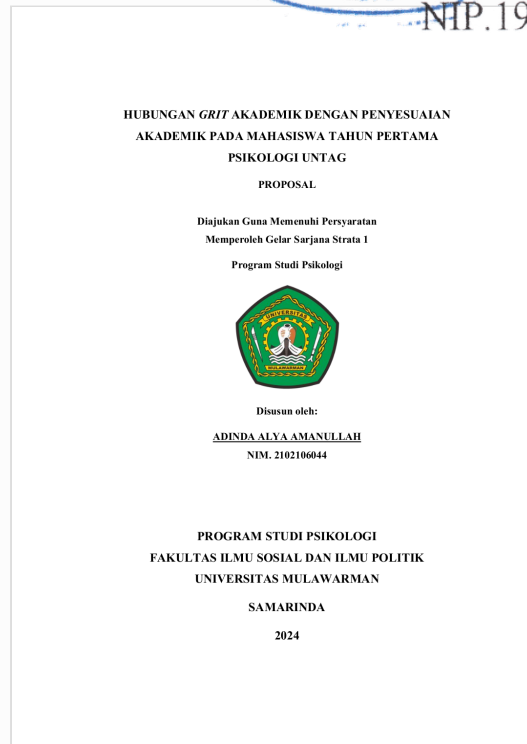 NIP.19
HUBUNGAN GRIT AKADEMIK DENGAN PENYESUAIAN
AKADEMIK PADA MAHASISWA TAHUN PERTAMA
PSIKOLOGI UNTAG
PROPOSAL
Diajukan Guna Memenuhi Persyaratan
Memperoleh Gelar Sarjana Strata 1
Program Studi Psikologi
UNIVERSITAS
MULAWARMAN
Disusun oleh:
ADINDA ALYA AMANULLAH
NIM. 2102106044
PROGRAM STUDI PSIKOLOGI
FAKULTAS ILMU SOSIAL DAN ILMU POLITIK
UNIVERSITAS MULAWARMAN
SAMARINDA
2024